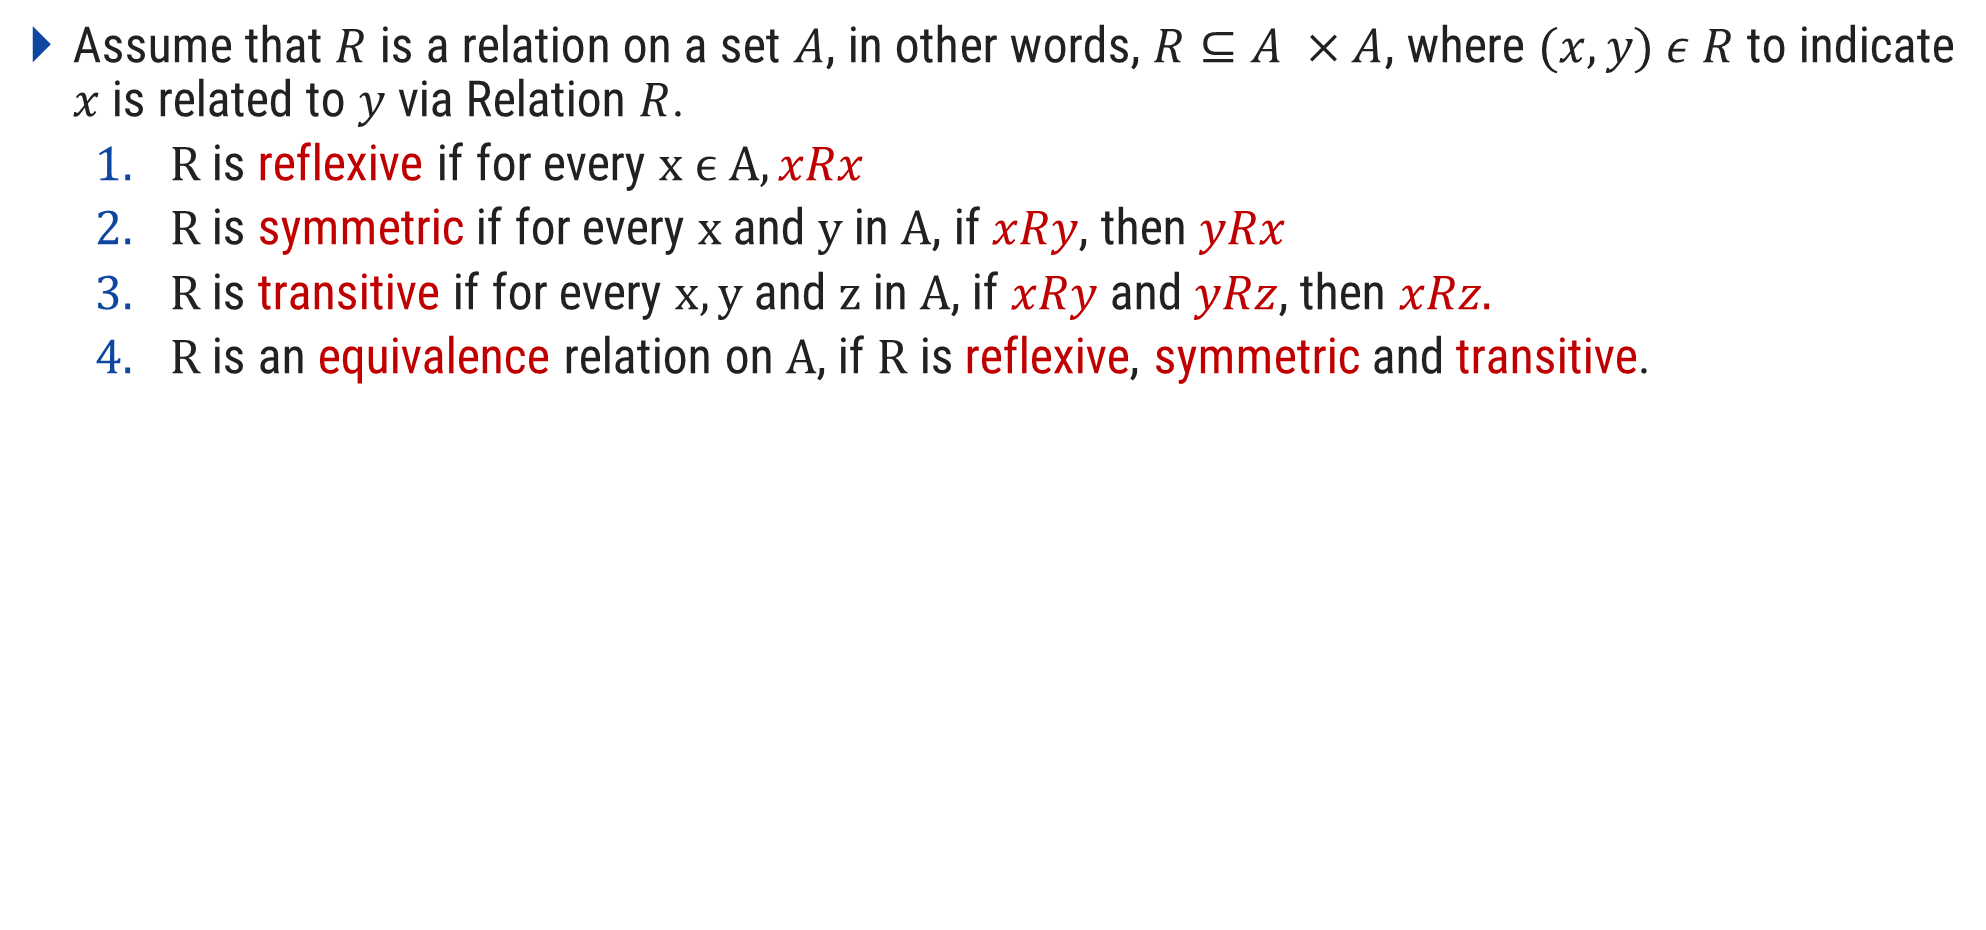 Assume that R is a relation on a set A, in other words, R ⊆ A × A, where (x, y) ϵ R to indicate
x is related to y via Relation R.
1. R is reflexive if for every x ϵ A, xRx
2. R is symmetric if for every x and y in A, if xRy, then yRx
3. R is transitive if for every x, y and z in A, if xRy and yRz, then xRz.
4. R is an equivalence relation on A, if R is reflexive, symmetric and transitive.